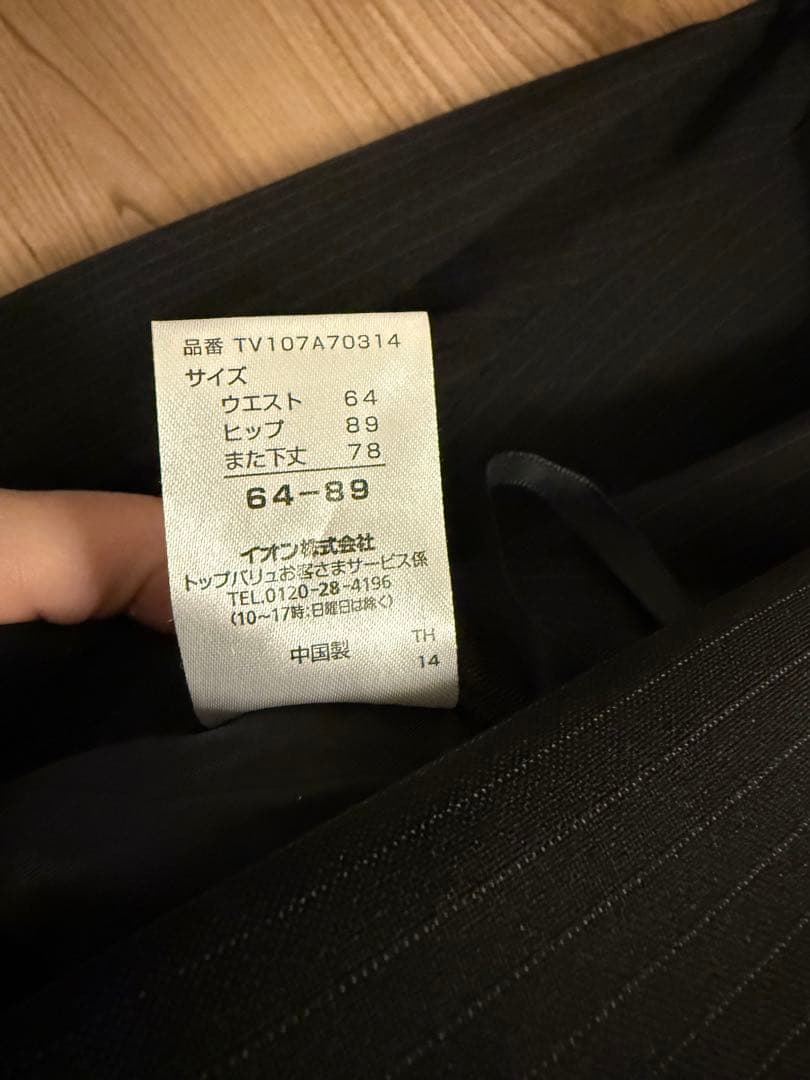 品番 TV107A70314
サイズ
ウエスト 64
ヒップ 89
また下丈 78
64-89
イオン株式会社
トップバリュお客さまサービス係
TEL.0120-28-4196
(10～17時:日曜日は除く)
中国製 TH
14